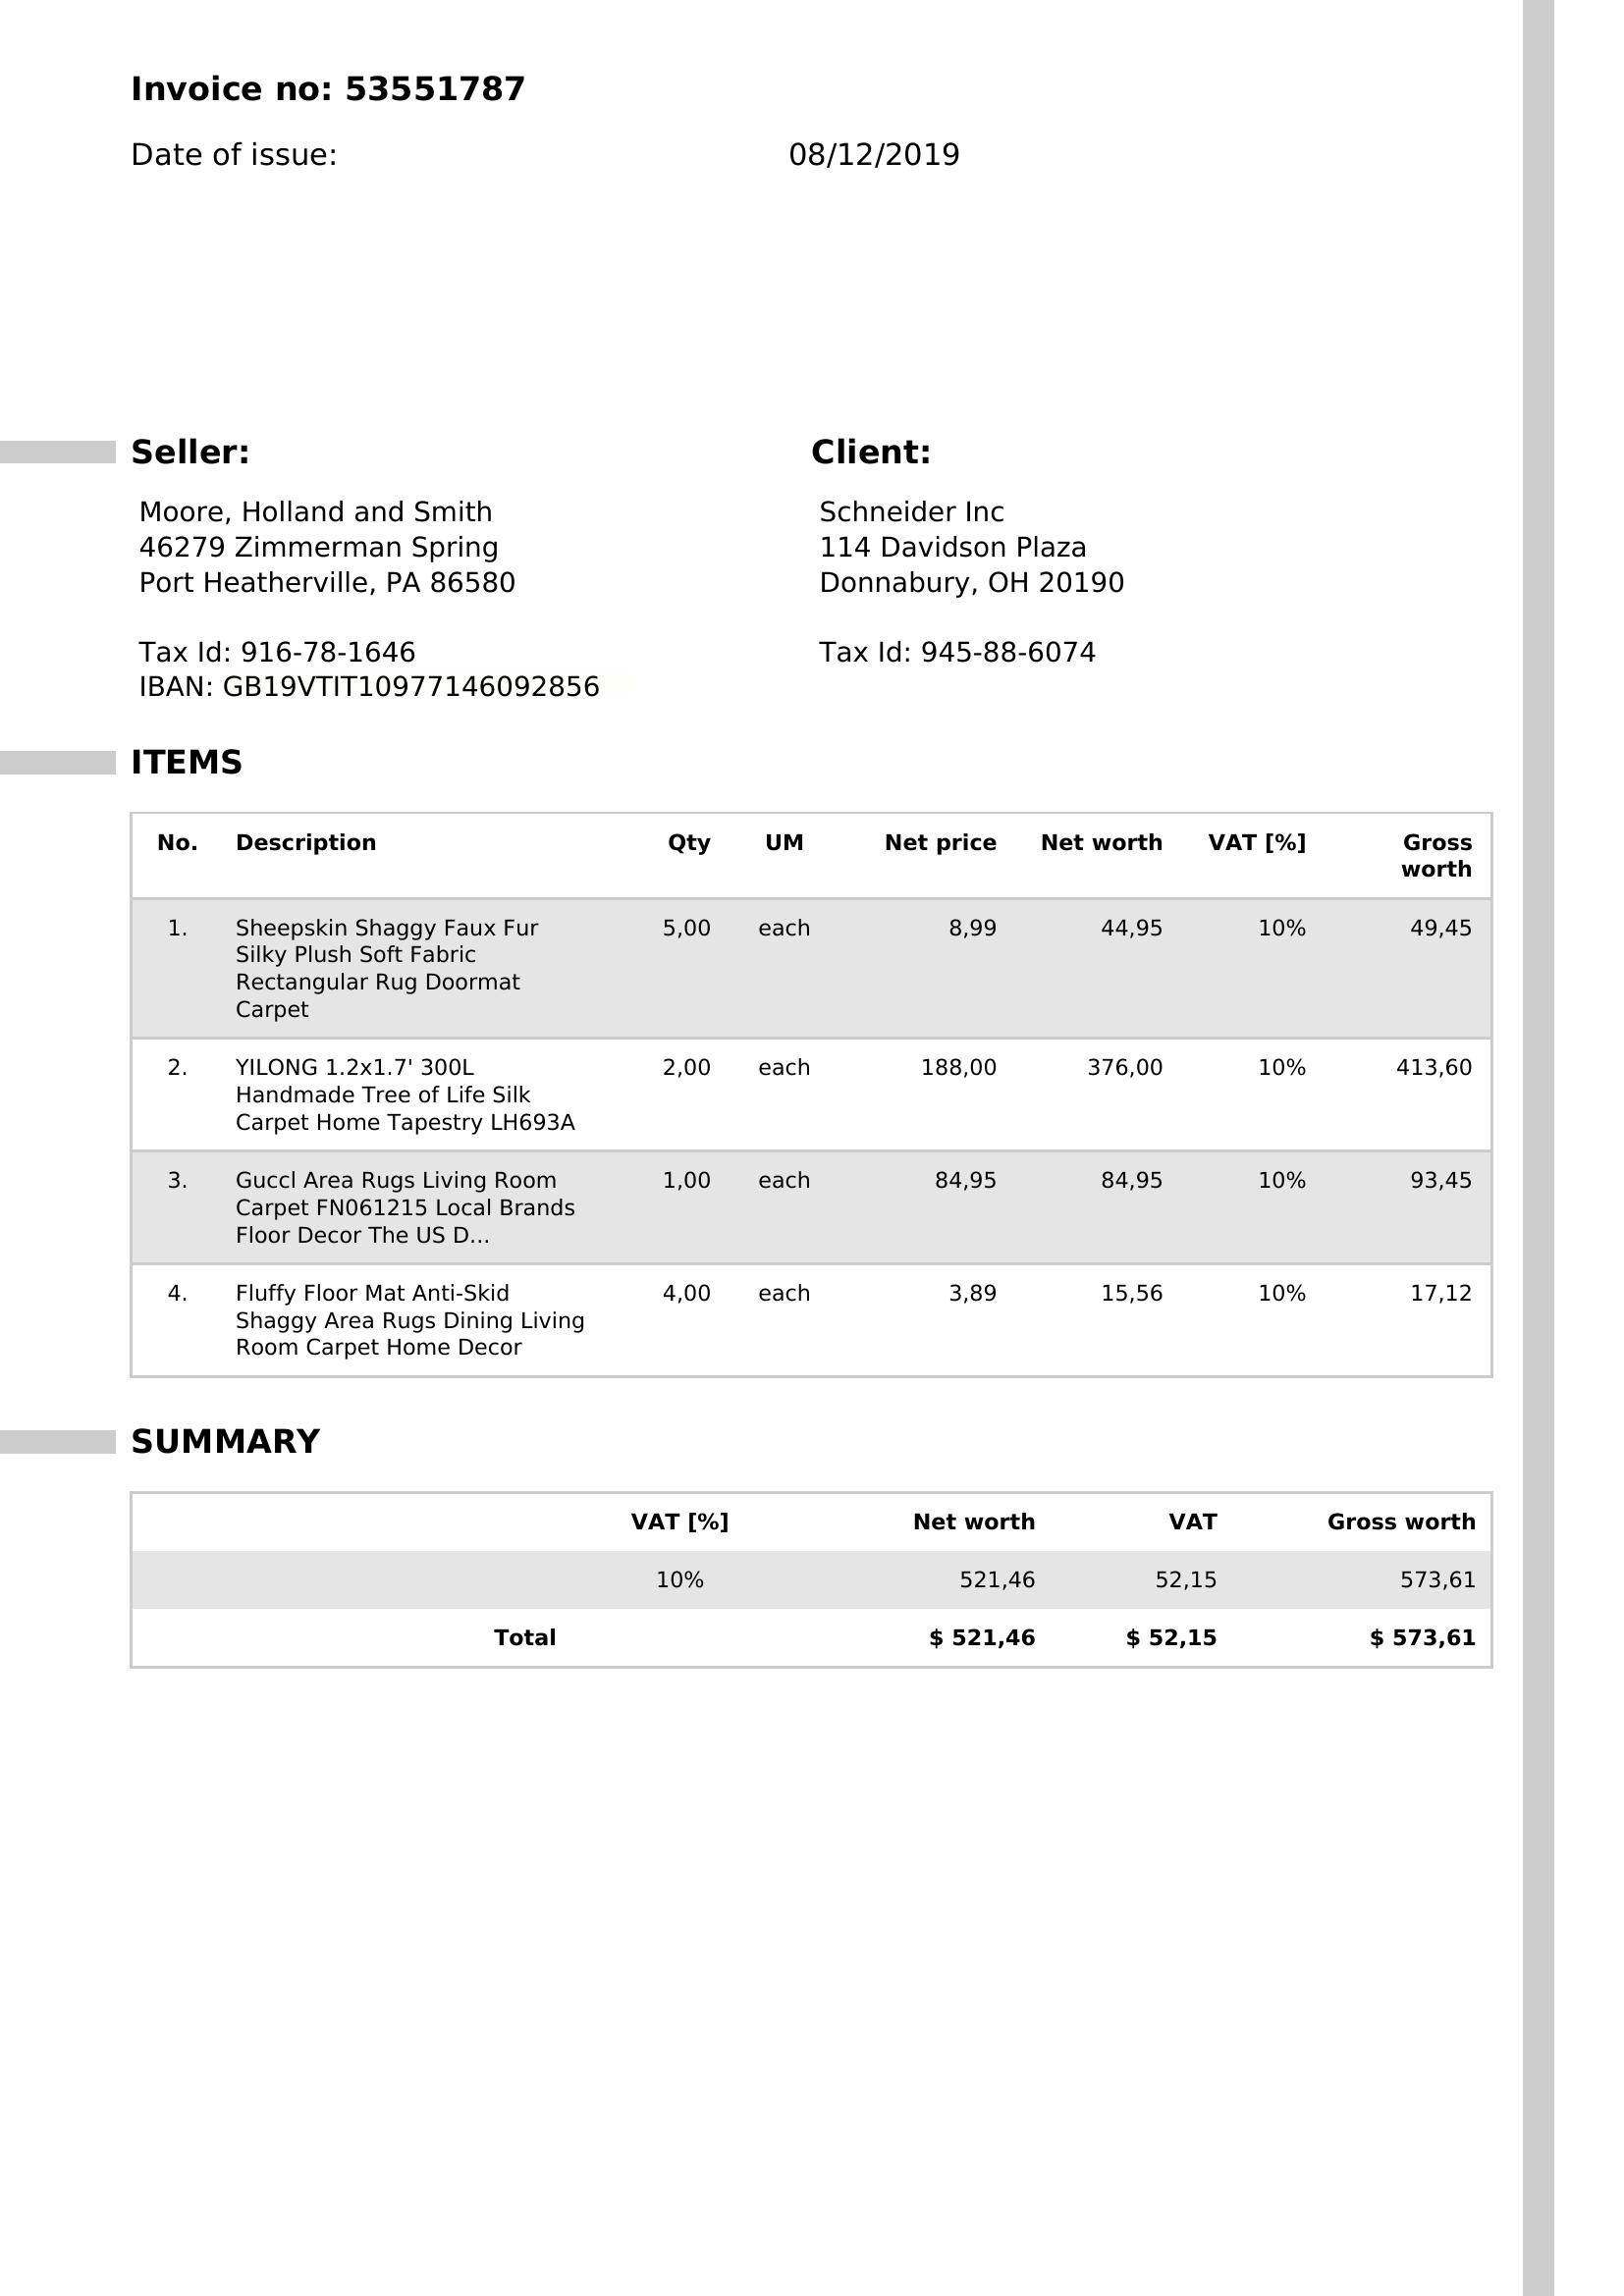 Invoice no: 53551787
Date of issue: 08/12/2019
Seller:
Moore, Holland and Smith
46279 Zimmerman Spring
Port Heatherville, PA 86580
Tax Id: 916-78-1646
IBAN: GB19VTIT10977146092856
Client:
Schneider Inc
114 Davidson Plaza
Donnabury, OH 20190
Tax Id: 945-88-6074
ITEMS
No. Description Qty UM Net price Net worth VAT [%] Gross
worth
1. Sheepskin Shaggy Faux Fur 5,00 each 8,99 44,95 10% 49,45
Silky Plush Soft Fabric
Rectangular Rug Doormat
Carpet
2. YILONG 1.2x1.7' 300L 2,00 each 188,00 376,00 10% 413,60
Handmade Tree of Life Silk
Carpet Home Tapestry LH693A
3. Guccl Area Rugs Living Room 1,00 each 84,95 84,95 10% 93,45
Carpet FN061215 Local Brands
Floor Decor The US D...
4. Fluffy Floor Mat Anti-Skid 4,00 each 3,89 15,56 10% 17,12
Shaggy Area Rugs Dining Living
Room Carpet Home Decor
SUMMARY
VAT [%] Net worth VAT Gross worth
10% 521,46 52,15 573,61
Total $ 521,46 $ 52,15 $ 573,61